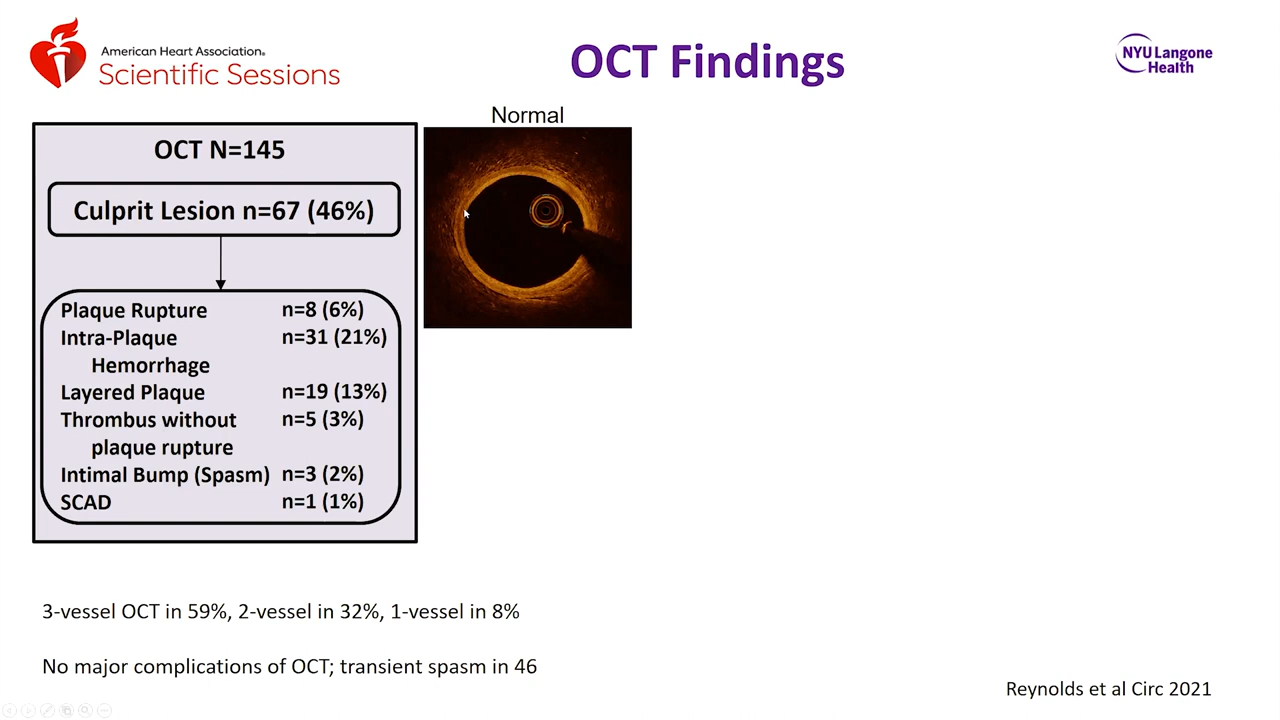 American Heart Association®
Scientific Sessions
OCT Findings
NYU Langone
Health
Normal
OCT N=145
Culprit Lesion n=67 (46%)
Plaque Rupture n=8 (6%)
Intra-Plaque n=31 (21%)
Hemorrhage
Layered Plaque n=19 (13%)
Thrombus without n=5 (3%)
plaque rupture
Intimal Bump (Spasm) n=3 (2%)
SCAD n=1 (1%)
3-vessel OCT in 59%, 2-vessel in 32%, 1-vessel in 8%
No major complications of OCT; transient spasm in 46
Reynolds et al Circ 2021